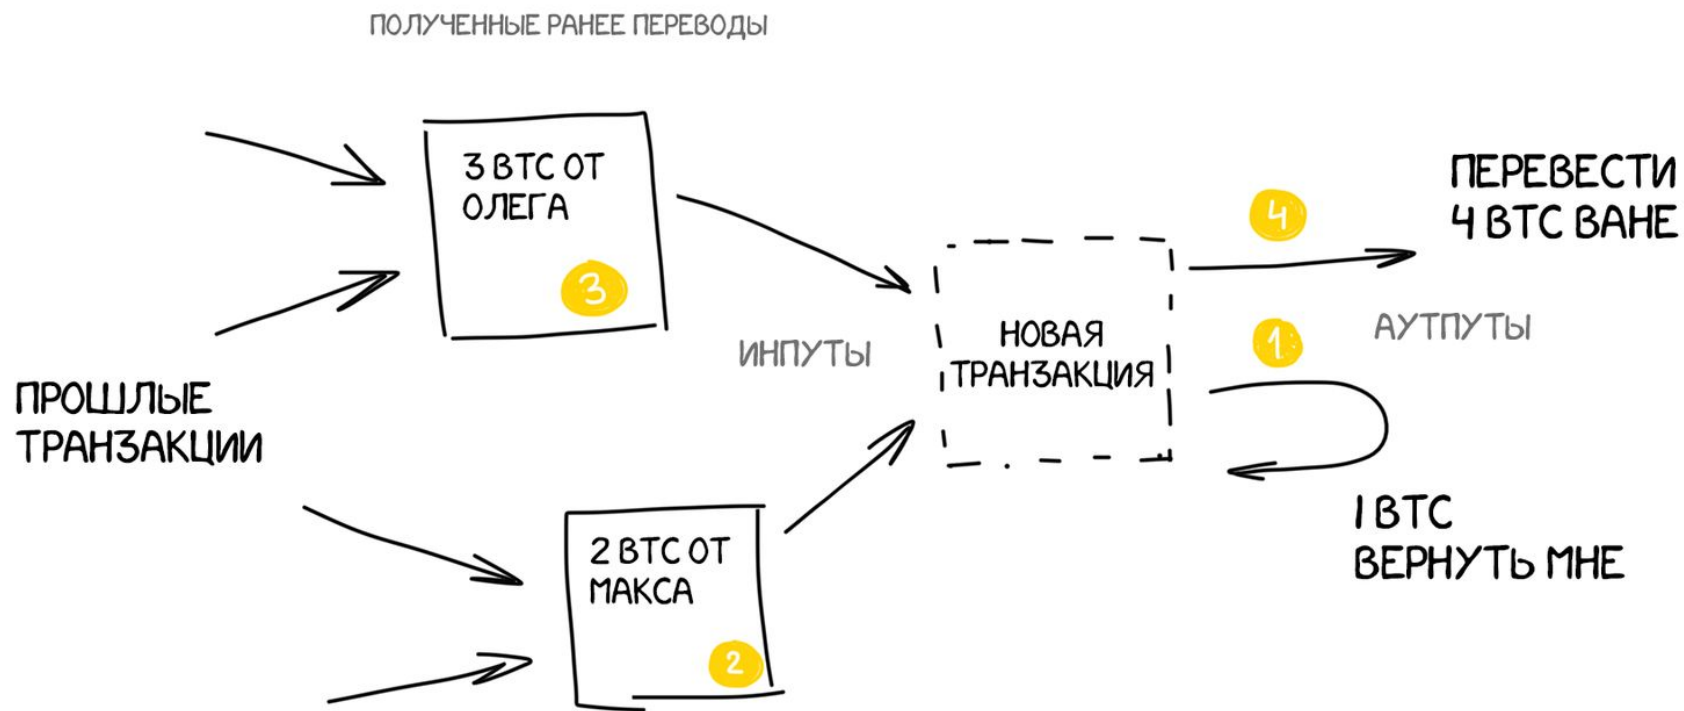 ПОЛУЧЕННЫЕ РАНЕЕ ПЕРЕВОДЫ
3 BTC ОТ
ОЛЕГА
3
ПРОШЛЫЕ
ТРАНЗАКЦИИ
2 BTC ОТ
МАКСА
2
ИНПУТЫ
НОВАЯ
ТРАНЗАКЦИЯ
4
ПЕРЕВЕСТИ
4 BTC ВАНЕ
1
АУТПУТЫ
1 BTC
ВЕРНУТЬ МНЕ